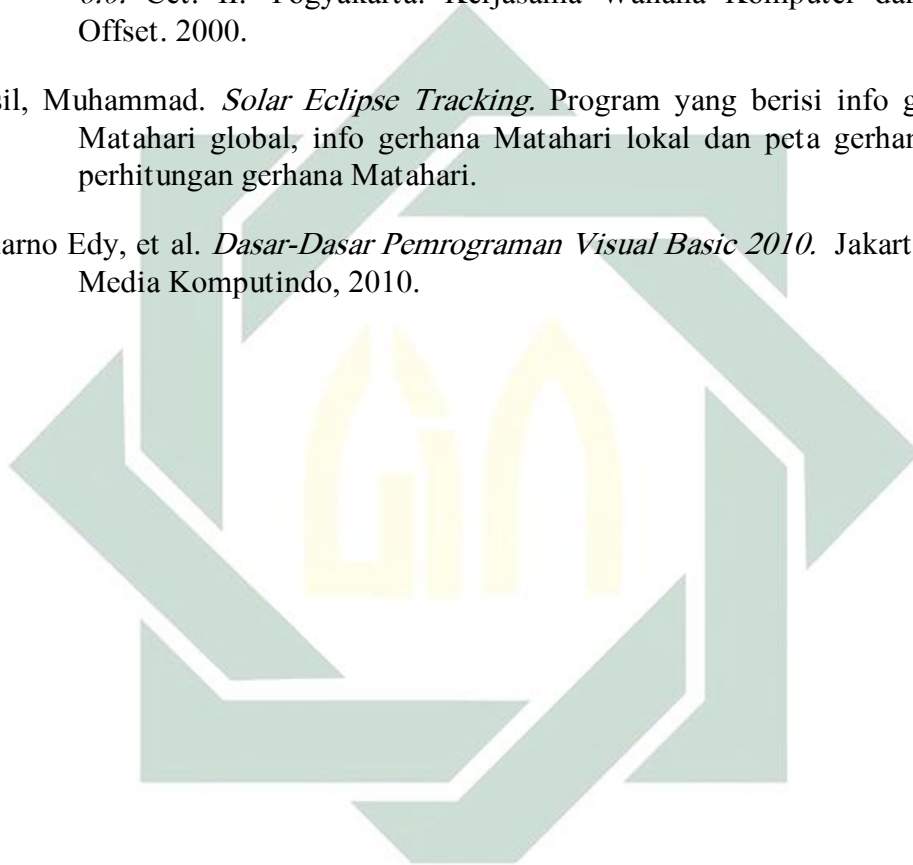 6.0. Cet. II. Yogyakarta: Kerjasama Wahana Komputer dan
Offset. 2000.
sil, Muhammad. Solar Eclipse Tracking. Program yang berisi info g
Matahari global, info gerhana Matahari lokal dan peta gerhan
perhitungan gerhana Matahari.
arno Edy, et al. Dasar-Dasar Pemrograman Visual Basic 2010. Jakart
Media Komputindo, 2010.